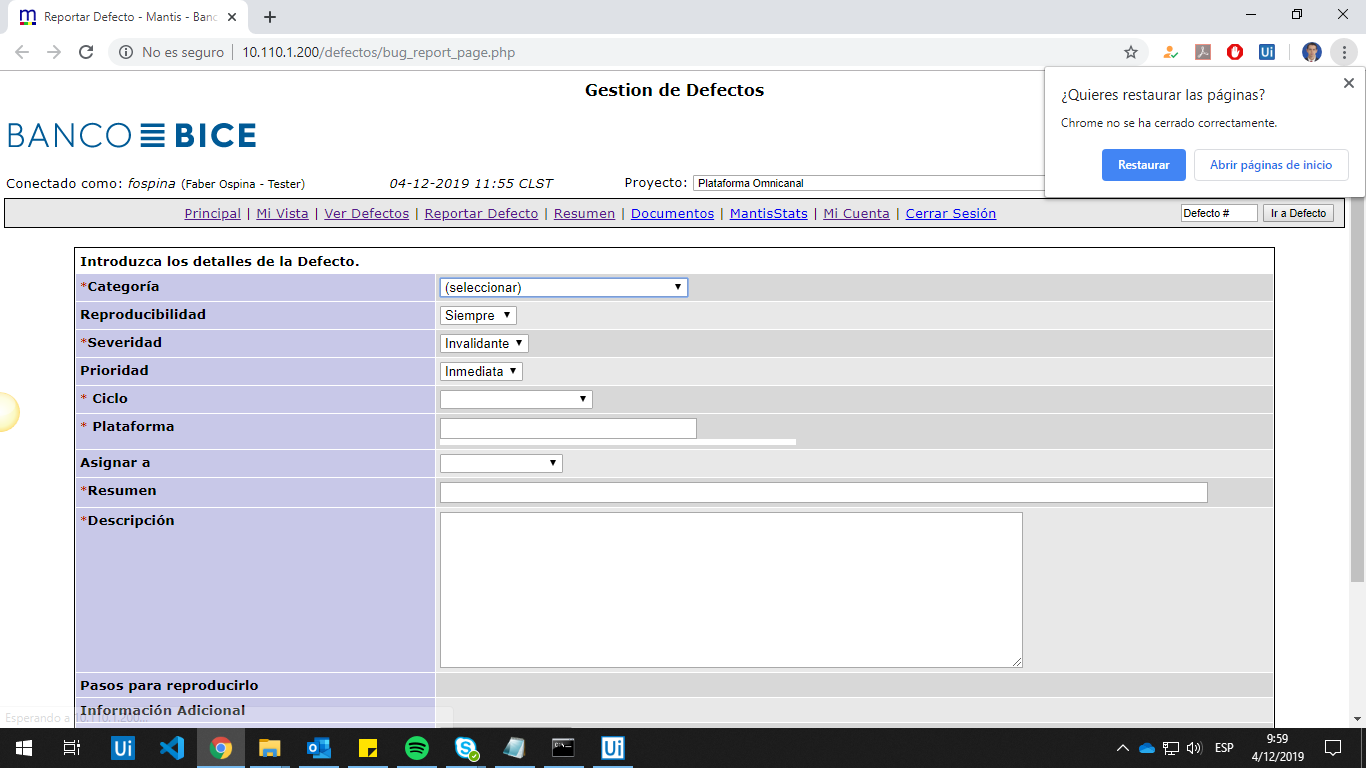 Reportar Defecto - Mantis - Banc
No es seguro | 10.110.1.200/defectos/bug_report_page.php
Ui
¿Quieres restaurar las páginas?
Chrome no se ha cerrado correctamente.
Restaurar
Abrir páginas de inicio
Gestion de Defectos
BANCO BICE
Conectado como: fospina (Faber Ospina - Tester)
04-12-2019 11:55 CLST
Proyecto: Plataforma Omnicanal
Principal | Mi Vista | Ver Defectos | Reportar Defecto | Resumen | Documentos | MantisStats | Mi Cuenta | Cerrar Sesión
Defecto #
Ir a Defecto
Introduzca los detalles de la Defecto.
*Categoría (seleccionar)
Reproducibilidad Siempre
*Severidad Invalidante
Prioridad Inmediata
* Ciclo
* Plataforma
Asignar a
*Resumen
*Descripción
Pasos para reproducirlo
Información Adicional
Esperando a 10.110.1.200...
Ui
Ui
ESP
9:59
4/12/2019